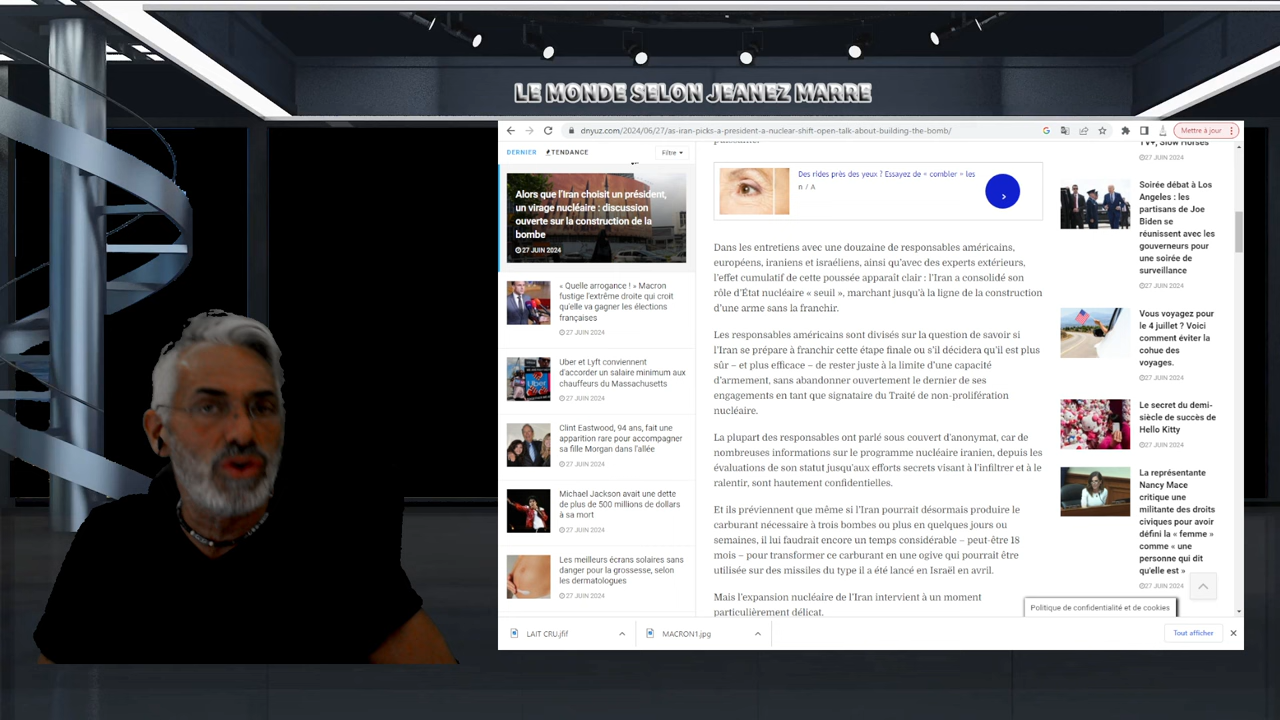 LE MONDE SELON JEANEZ MARRE
dnyuz.com/2024/06/27/as-iran-picks-a-president-a-nuclear-shift-open-talk-about-building-the-bomb/
Mettre à jour
DERNIER
TENDANCE
Filtre
Alors que l'Iran choisit un président,
un virage nucléaire : discussion
ouverte sur la construction de la
bombe
27 JUIN 2024
« Quelle arrogance ! » Macron
fustige l'extrême droite qui croit
qu'elle va gagner les élections
françaises
27 JUIN 2024
Uber et Lyft conviennent
d'accorder un salaire minimum aux
chauffeurs du Massachusetts
27 JUIN 2024
Clint Eastwood, 94 ans, fait une
apparition rare pour accompagner
sa fille Morgan dans l'allée
27 JUIN 2024
Michael Jackson avait une dette
de plus de 500 millions de dollars
à sa mort
27 JUIN 2024
Les meilleurs écrans solaires sans
danger pour la grossesse, selon
les dermatologues
27 JUIN 2024
Des rides près des yeux ? Essayez de « combler » les
n / A
Dans les entretiens avec une douzaine de responsables américains,
européens, iraniens et israéliens, ainsi qu'avec des experts extérieurs,
l'effet cumulatif de cette poussée apparaît clair : l'Iran a consolidé son
rôle d'État nucléaire « seuil », marchant jusqu'à la ligne de la construction
d'une arme sans la franchir.
Les responsables américains sont divisés sur la question de savoir si
l'Iran se prépare à franchir cette étape finale ou s'il décidera qu'il est plus
sûr – et plus efficace – de rester juste à la limite d'une capacité
d'armement, sans abandonner ouvertement le dernier de ses
engagements en tant que signataire du Traité de non-prolifération
nucléaire.
La plupart des responsables ont parlé sous couvert d'anonymat, car de
nombreuses informations sur le programme nucléaire iranien, depuis les
évaluations de son statut jusqu'aux efforts secrets visant à l'infiltrer et à le
ralentir, sont hautement confidentielles.
Et ils préviennent que même si l'Iran pourrait désormais produire le
carburant nécessaire à trois bombes ou plus en quelques jours ou
semaines, il lui faudrait encore un temps considérable – peut-être 18
mois – pour transformer ce carburant en une ogive qui pourrait être
utilisée sur des missiles du type il a été lancé en Israël en avril.
Mais l'expansion nucléaire de l'Iran intervient à un moment
particulièrement délicat.
TV+, Slow Horses
27 JUIN 2024
Soirée débat à Los
Angeles : les
partisans de Joe
Biden se
réunissent avec les
gouverneurs pour
une soirée de
surveillance
27 JUIN 2024
Vous voyagez pour
le 4 juillet ? Voici
comment éviter la
cohue des
voyages.
27 JUIN 2024
Le secret du demi-
siècle de succès de
Hello Kitty
27 JUIN 2024
La représentante
Nancy Mace
critique une
militante des droits
civiques pour avoir
défini la « femme »
comme « une
personne qui dit
qu'elle est »
27 JUIN 2024
Politique de confidentialité et de cookies
LAIT CRU.jfif
MACRON1.jpg
Tout afficher